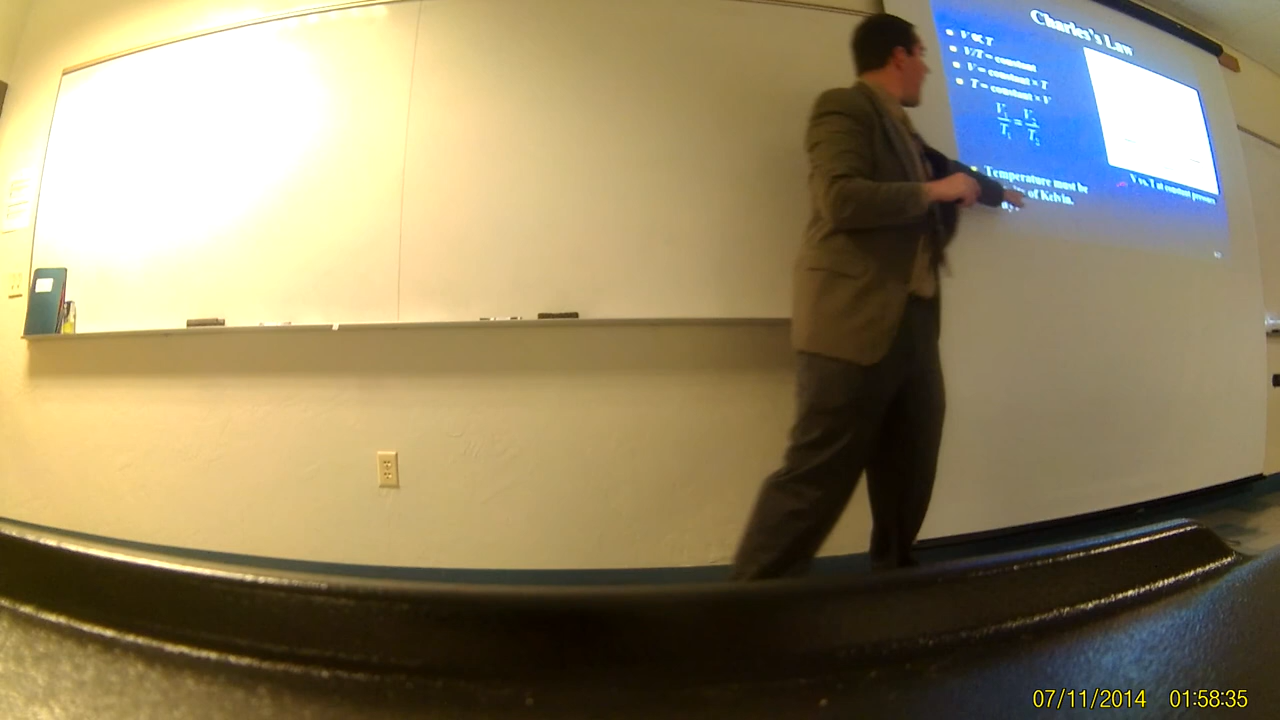 Charles's Law
V ∝ T
V/T = constant
V = constant × T
T = constant × V
V₁/T₁ = V₂/T₂
Temperature must be
of Kelvin.
V vs. T at constant pressure
07/11/2014 01:58:35